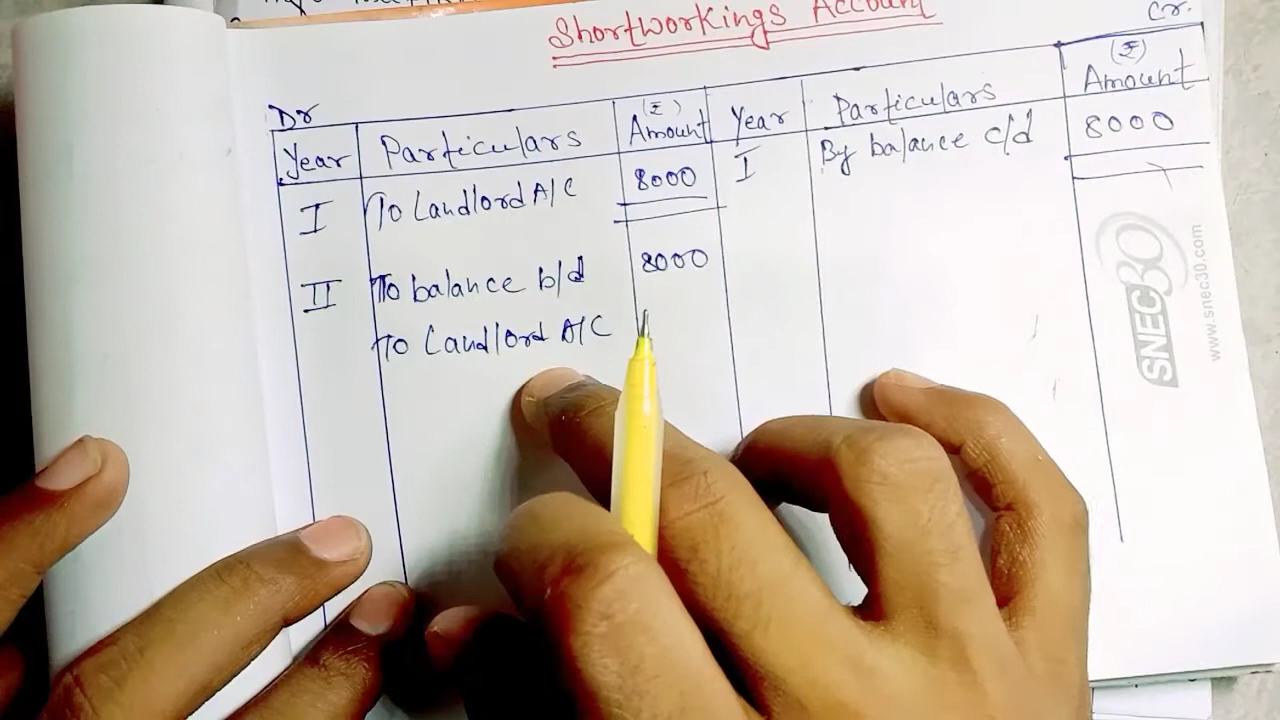 Shortworkings Account
Dr
Cr.
Year Particulars (₹) Amount Year Particulars (₹) Amount
I To Landlord A/C 8000 I By balance c/d 8000
II To balance b/d 8000
To Landlord A/C
SNEC30
www.snec30.com